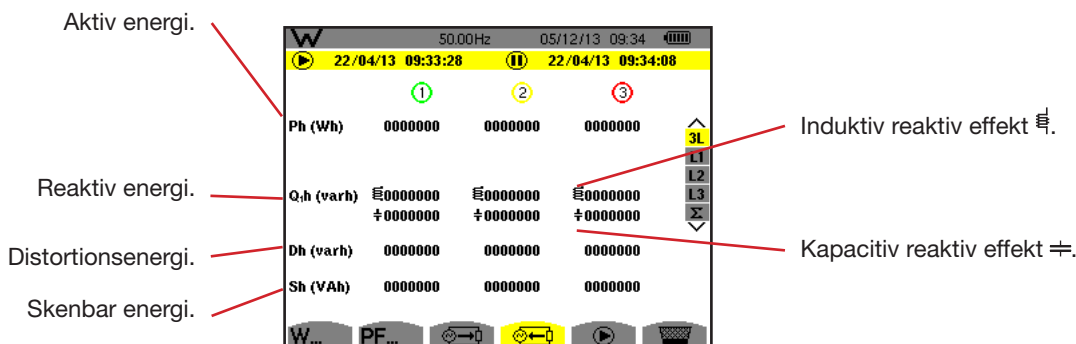 Aktiv energi.
W 50.00Hz 05/12/13 09:34
22/04/13 09:33:28 22/04/13 09:34:08
1 2 3
Ph (Wh) 0000000 0000000 0000000
3L
L1
L2
L3
Σ
Induktiv reaktiv effekt .
Reaktiv energi.
Q₁h (varh) 0000000 0000000 0000000
0000000 0000000 0000000
Kapacitiv reaktiv effekt .
Distortionsenergi.
Dh (varh) 0000000 0000000 0000000
Skenbar energi.
Sh (VAh) 0000000 0000000 0000000
W... PF...